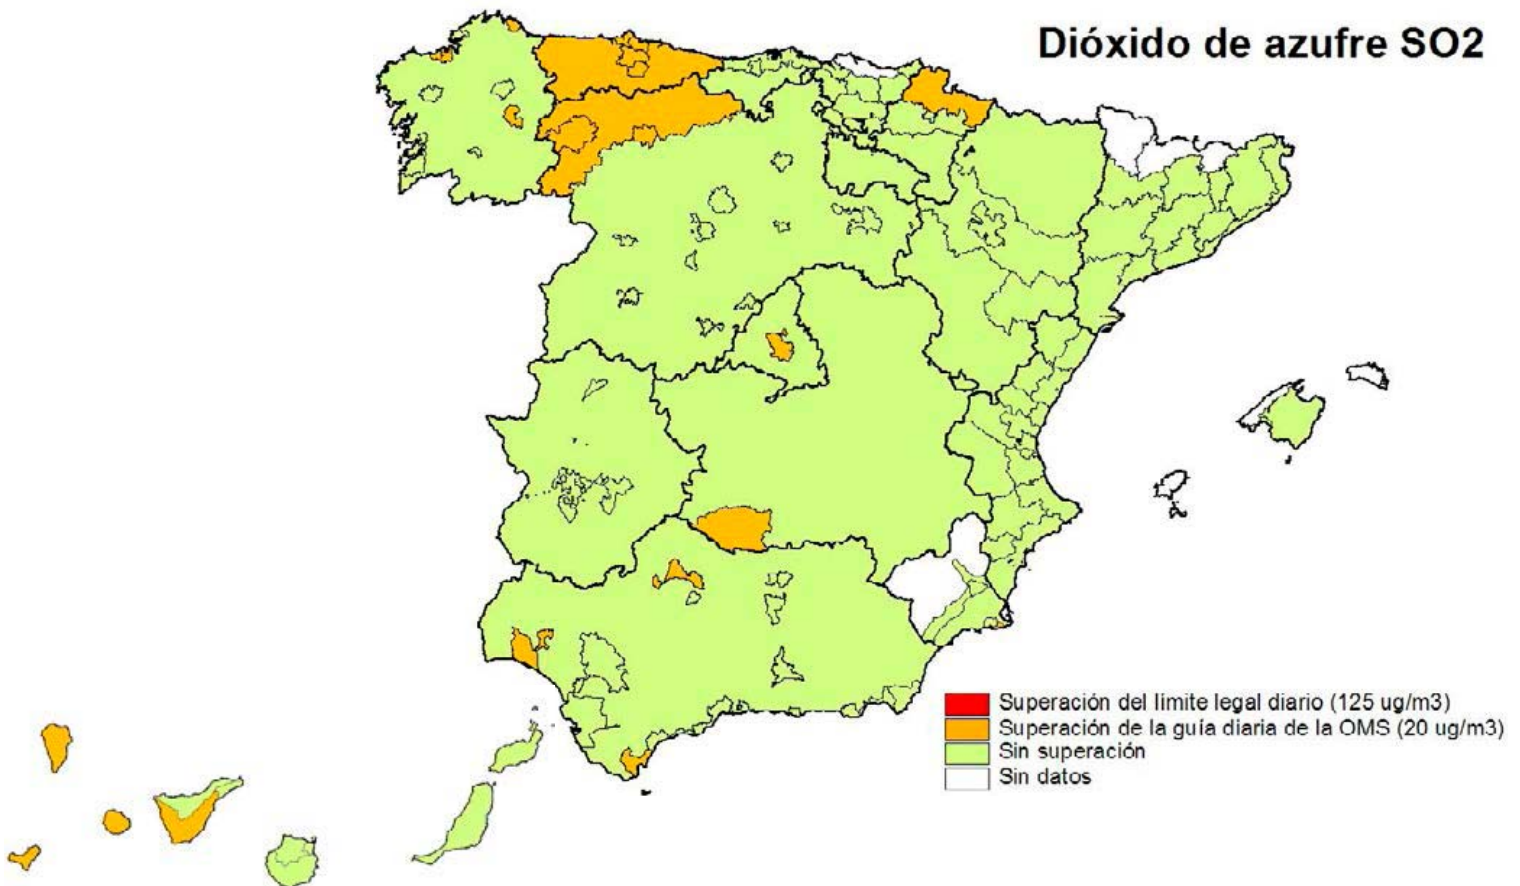 Dióxido de azufre SO2
Superación del límite legal diario (125 ug/m3)
Superación de la guía diaria de la OMS (20 ug/m3)
Sin superación
Sin datos